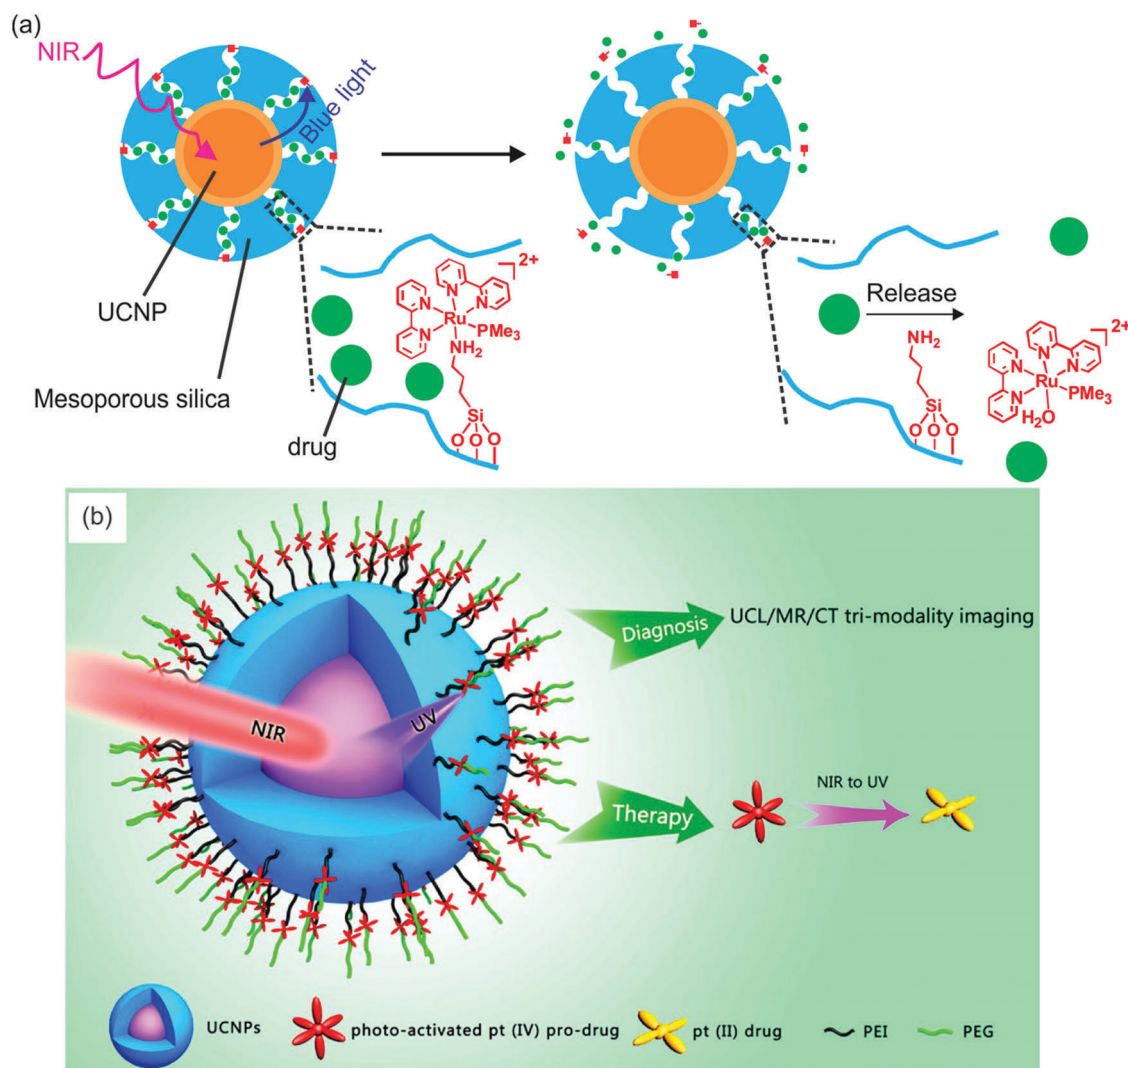 (a)
NIR
Blue light
UCNP
Mesoporous silica
drug
2+
N
N
N
Ru
N
PMe3
NH2
Si
O O O
Release
NH2
Si
O O O
2+
N
N
N
Ru
N
PMe3
H2O
(b)
NIR
UV
Diagnosis
UCL/MR/CT tri-modality imaging
Therapy
NIR to UV
UCNPs
photo-activated pt (IV) pro-drug
pt (II) drug
PEI
PEG